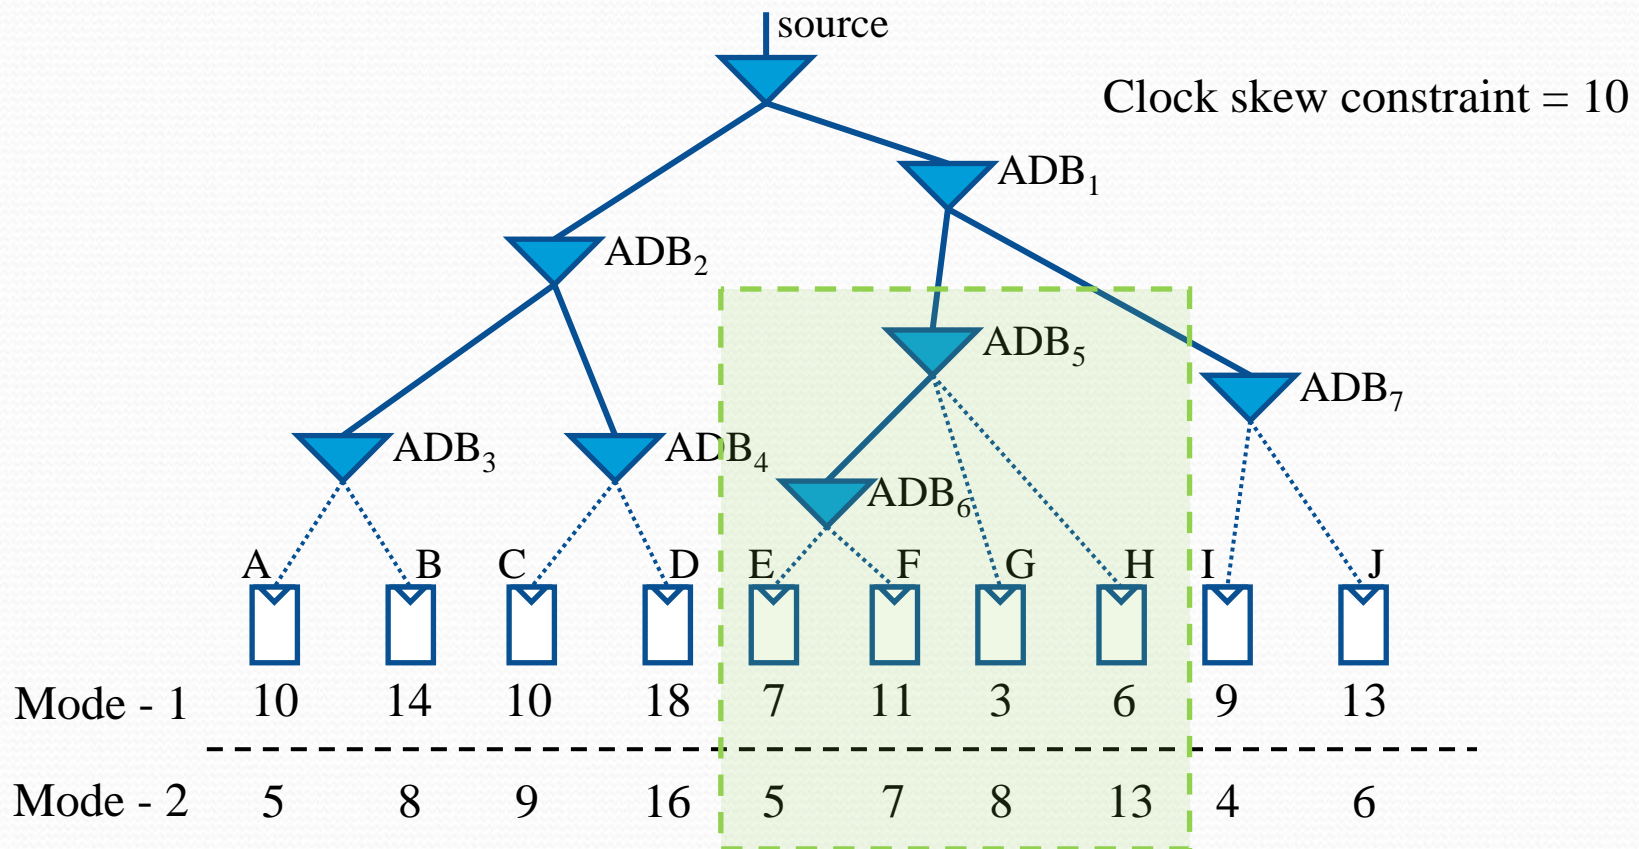 source
Clock skew constraint = 10
ADB1
ADB2
ADB5
ADB7
ADB3
ADB4
ADB6
A B C D E F G H I J
Mode - 1 10 14 10 18 7 11 3 6 9 13
Mode - 2 5 8 9 16 5 7 8 13 4 6